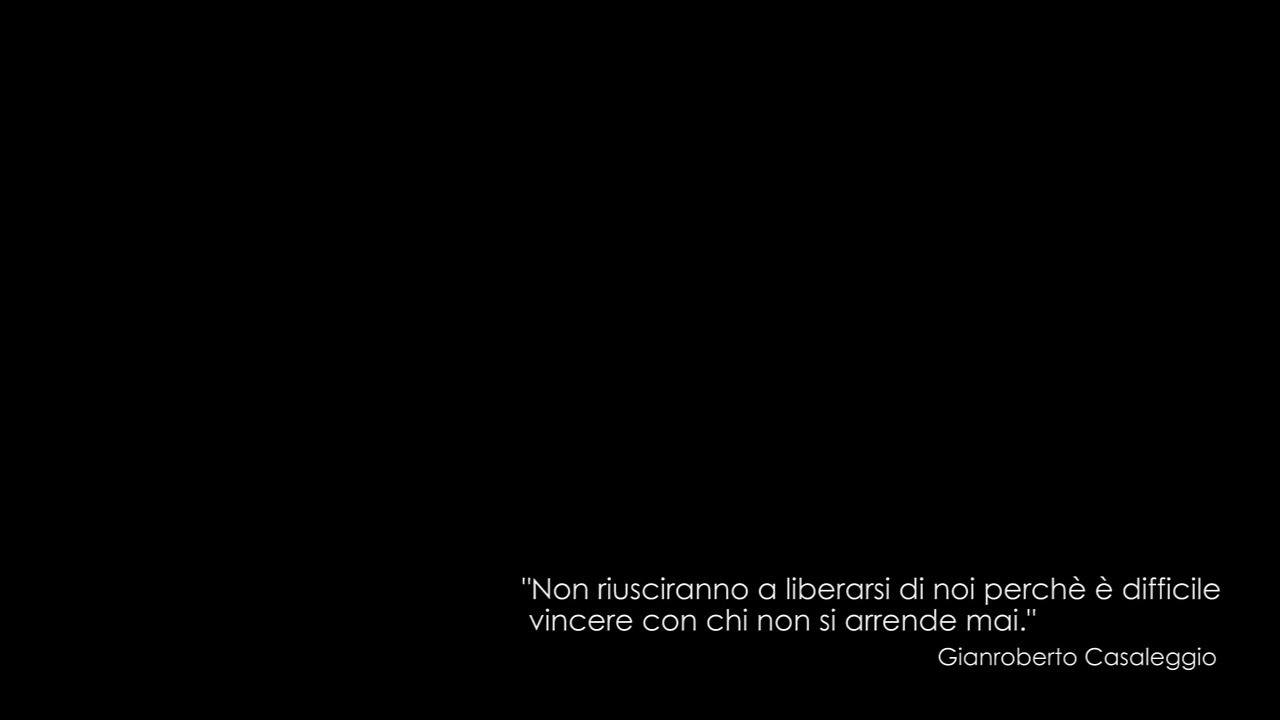 "Non riusciranno a liberarsi di noi perchè è difficile
vincere con chi non si arrende mai."
Gianroberto Casaleggio